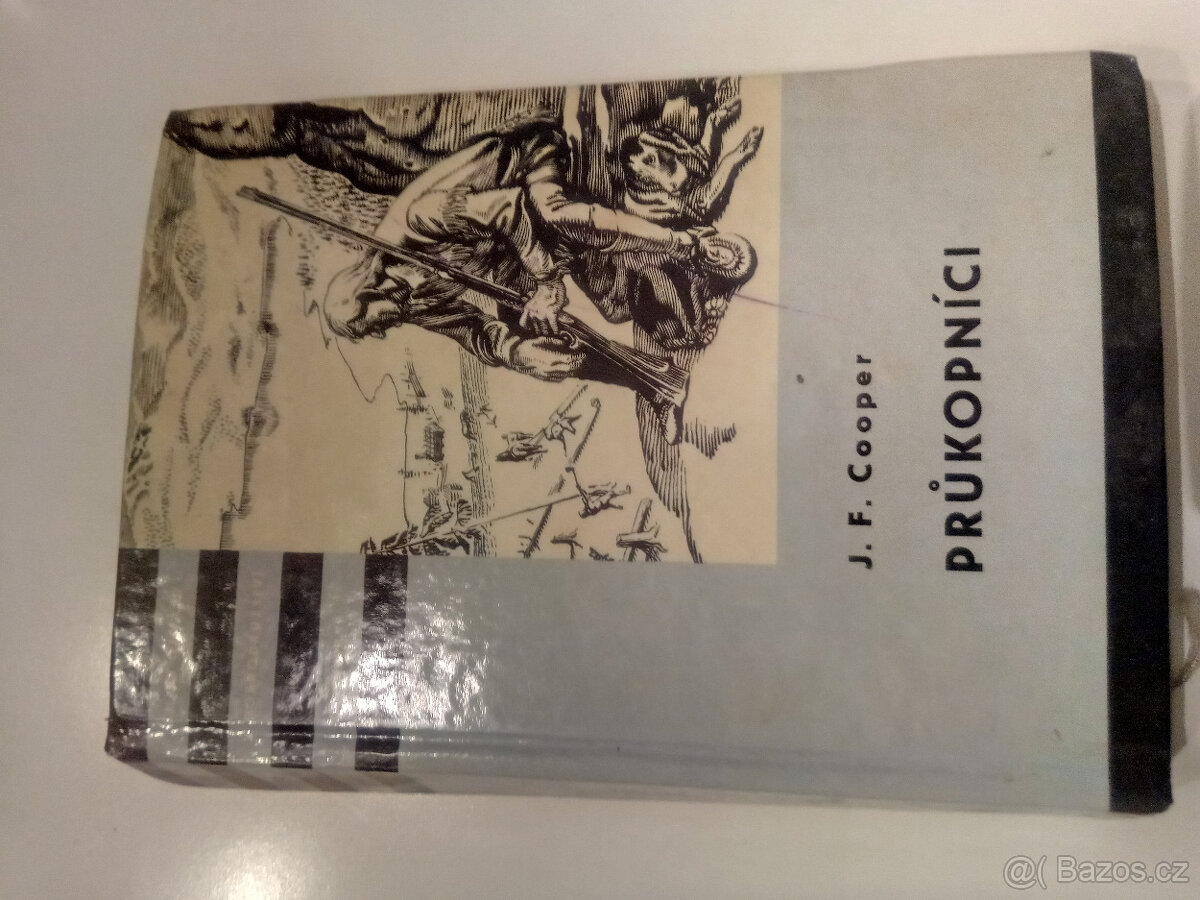 J. F. Cooper
PRŮKOPNÍCI
@( Bazos.cz